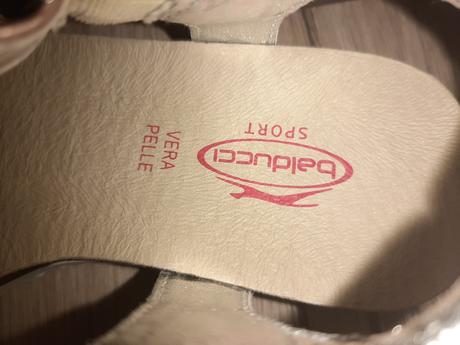 balducci
SPORT
VERA
PELLE